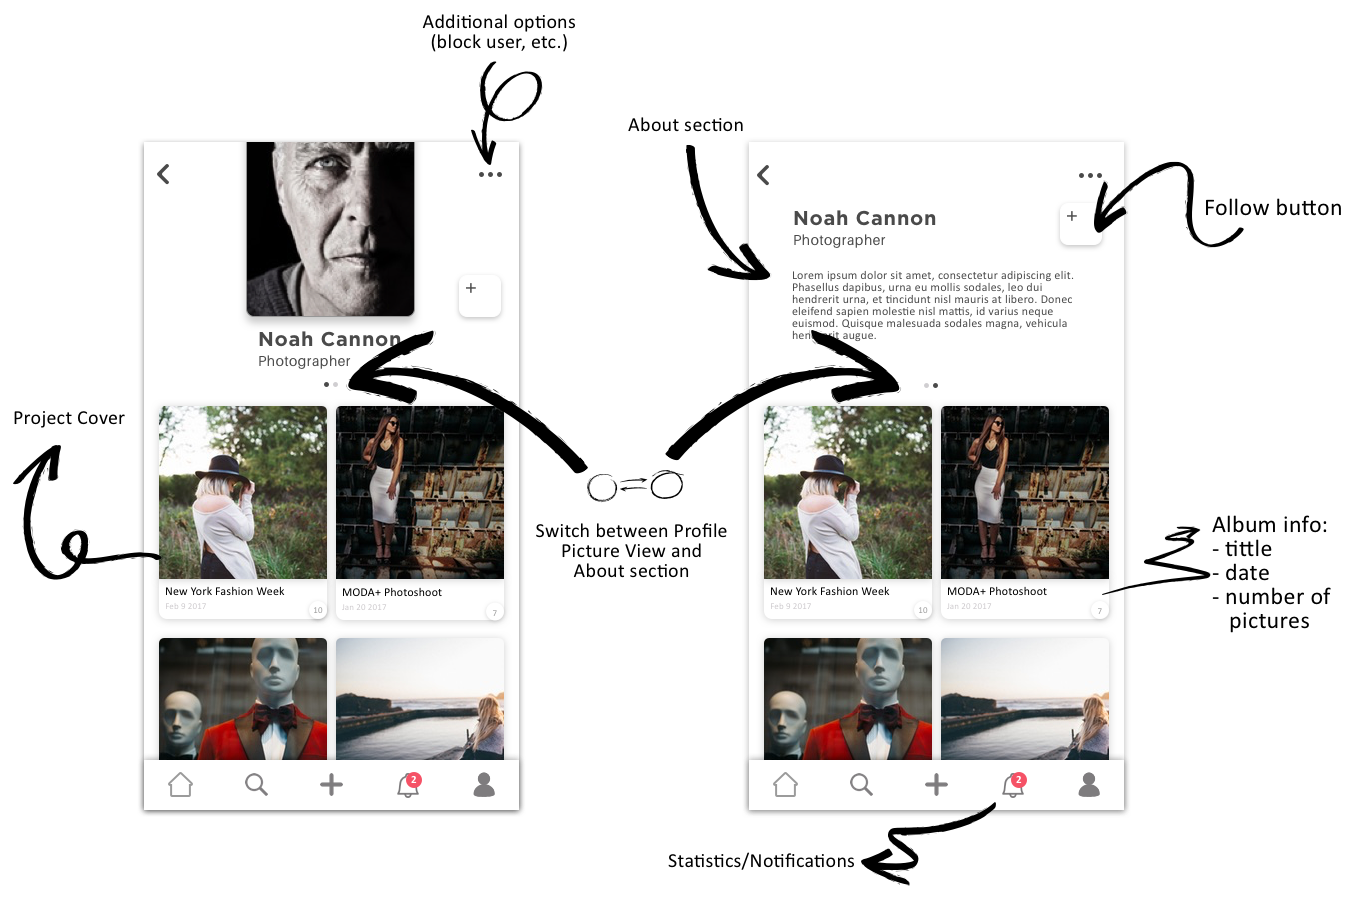 Additional options
(block user, etc.)
About section
Follow button
Noah Cannon
Photographer
Lorem ipsum dolor sit amet, consectetur adipiscing elit.
Phasellus dapibus, urna eu mollis sodales, leo dui
hendrerit urna, et tincidunt nisl mauris at libero. Donec
eleifend sapien molestie nisl mattis, id varius neque
euismod. Quisque malesuada sodales magna, vehicula
hendrerit augue.
+
+
Noah Cannon
Photographer
Project Cover
Switch between Profile
Picture View and
About section
Album info:
- tittle
- date
- number of
pictures
New York Fashion Week
Feb 9 2017
10
MODA+ Photoshoot
Jan 20 2017
7
New York Fashion Week
Feb 9 2017
10
MODA+ Photoshoot
Jan 20 2017
7
2
2
Statistics/Notifications